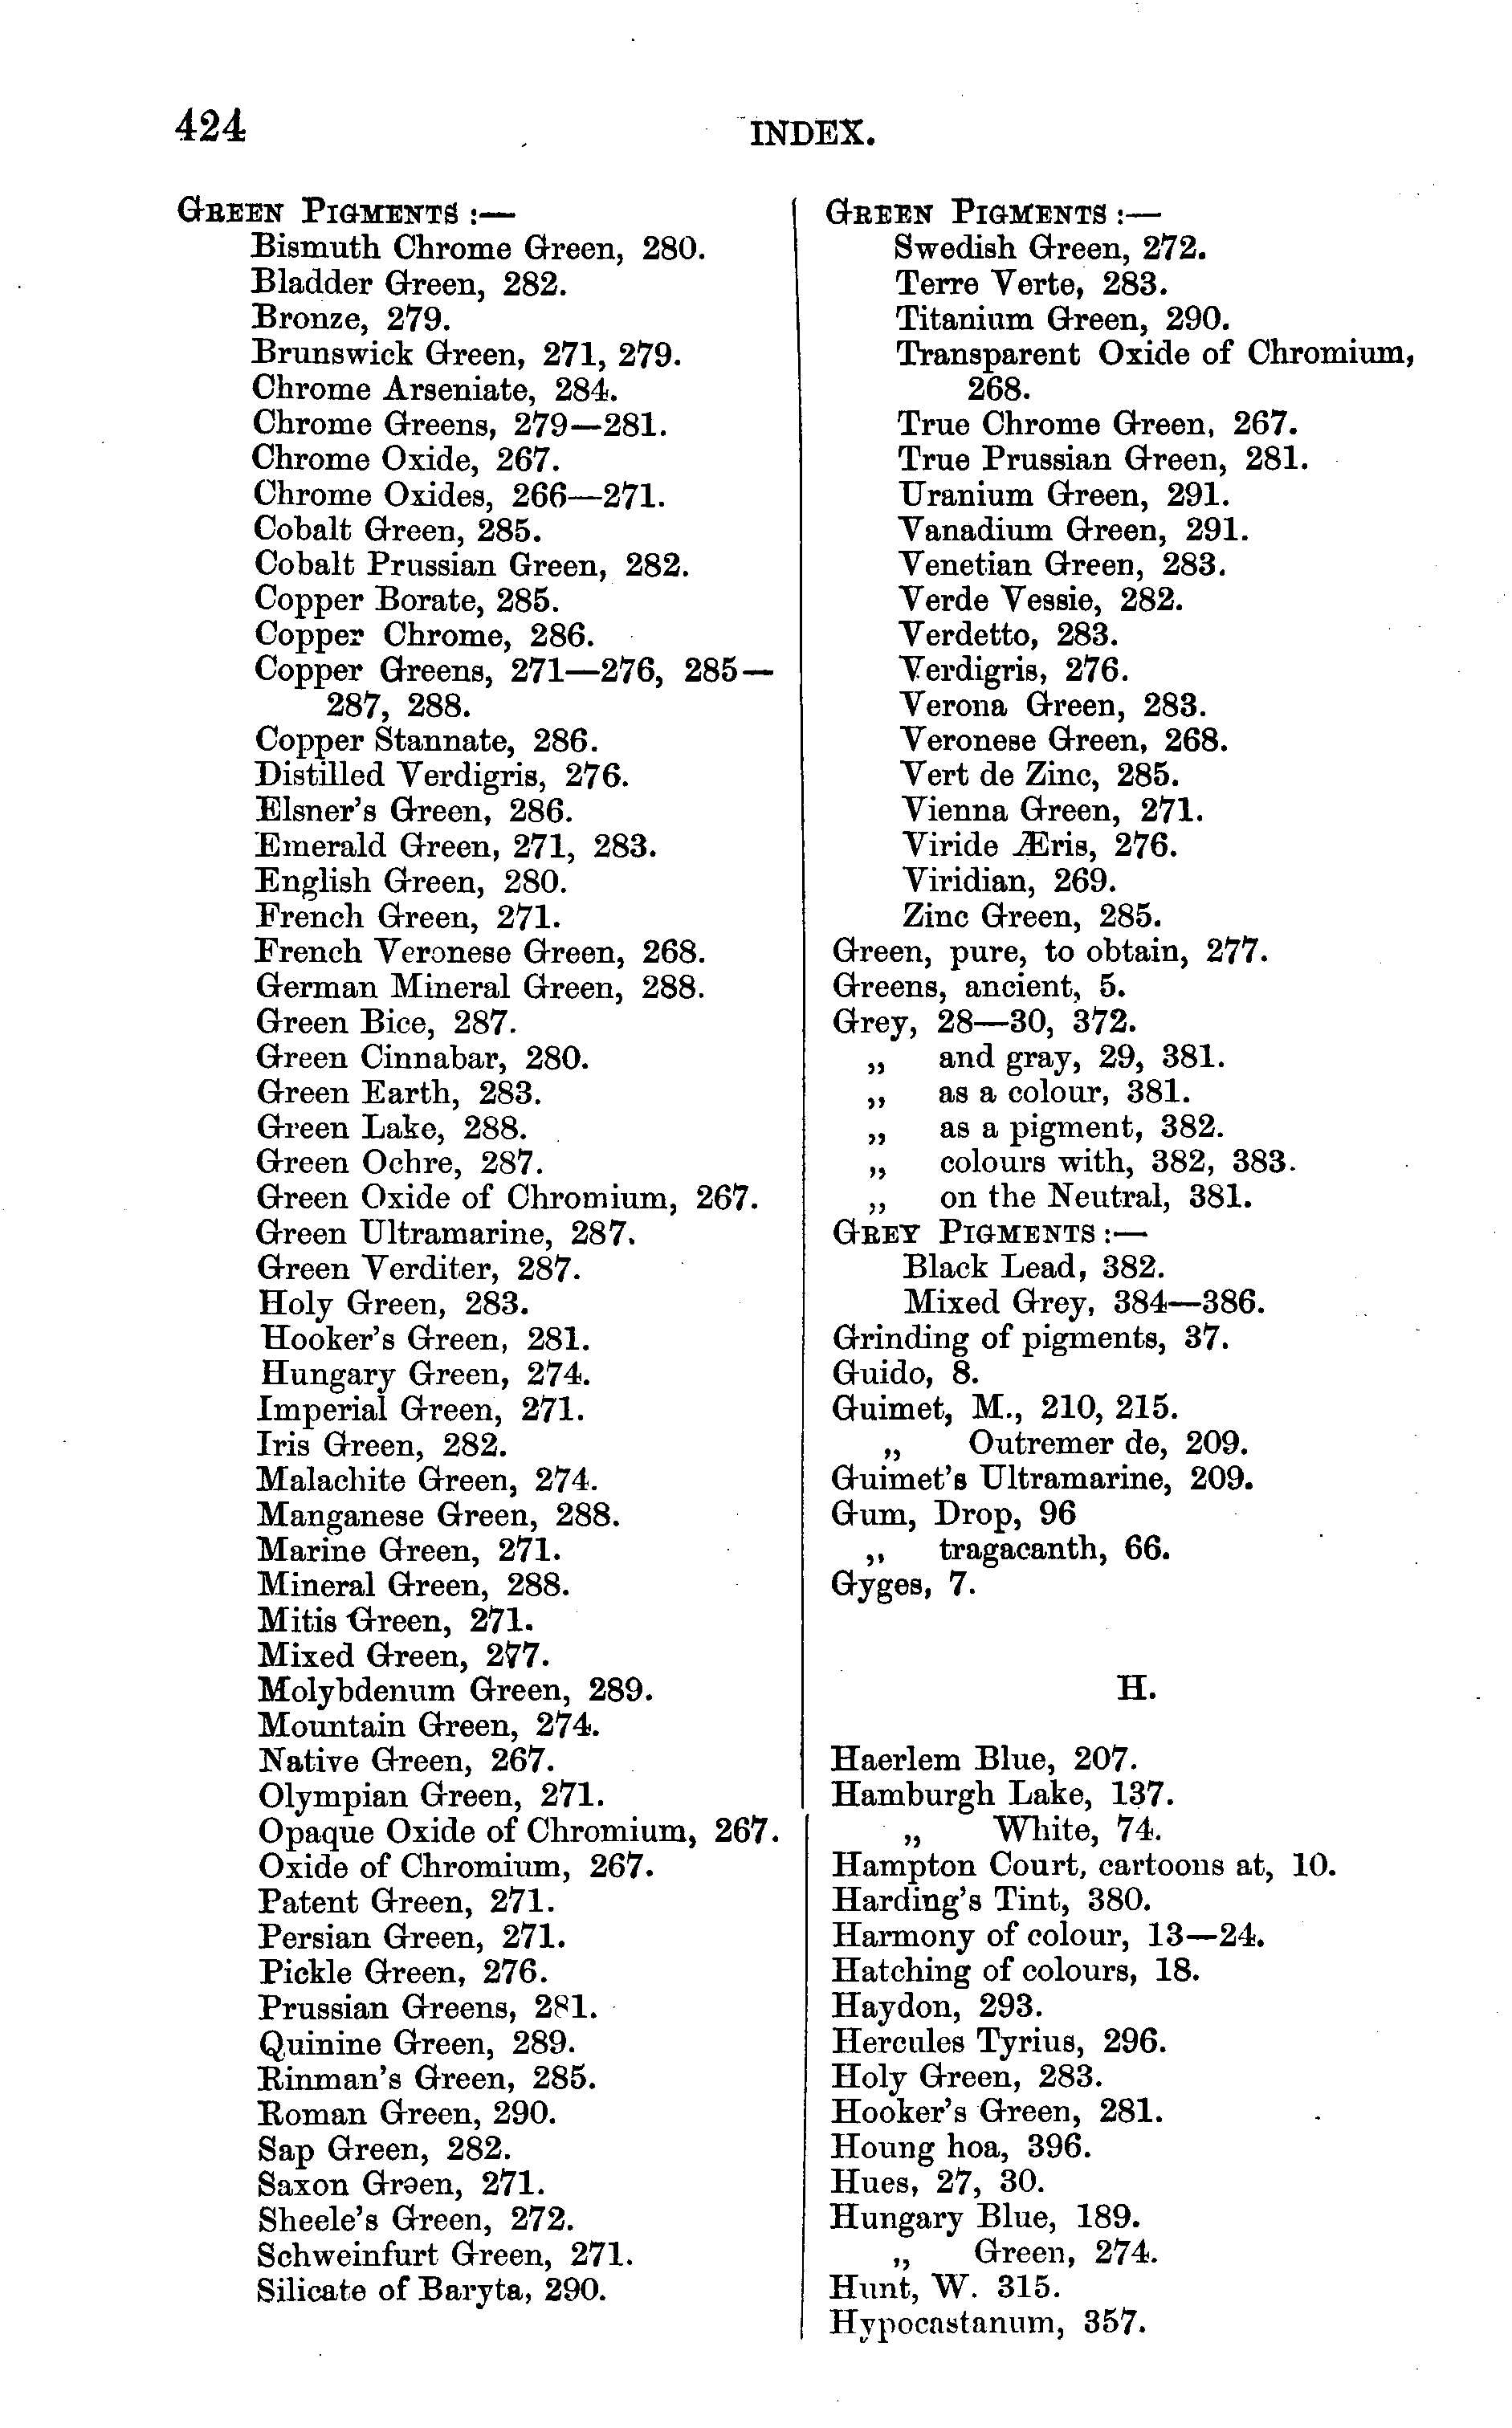 424
INDEX.
GREEN PIGMENTS :—
Bismuth Chrome Green, 280.
Bladder Green, 282.
Bronze, 279.
Brunswick Green, 271, 279.
Chrome Arseniate, 284.
Chrome Greens, 279—281.
Chrome Oxide, 267.
Chrome Oxides, 266—271.
Cobalt Green, 285.
Cobalt Prussian Green, 282.
Copper Borate, 285.
Copper Chrome, 286.
Copper Greens, 271—276, 285—
287, 288.
Copper Stannate, 286.
Distilled Verdigris, 276.
Elsner's Green, 286.
Emerald Green, 271, 283.
English Green, 280.
French Green, 271.
French Veronese Green, 268.
German Mineral Green, 288.
Green Bice, 287.
Green Cinnabar, 280.
Green Earth, 283.
Green Lake, 288.
Green Ochre, 287.
Green Oxide of Chromium, 267.
Green Ultramarine, 287.
Green Verditer, 287.
Holy Green, 283.
Hooker's Green, 281.
Hungary Green, 274.
Imperial Green, 271.
Iris Green, 282.
Malachite Green, 274.
Manganese Green, 288.
Marine Green, 271.
Mineral Green, 288.
Mitis Green, 271.
Mixed Green, 277.
Molybdenum Green, 289.
Mountain Green, 274.
Native Green, 267.
Olympian Green, 271.
Opaque Oxide of Chromium, 267.
Oxide of Chromium, 267.
Patent Green, 271.
Persian Green, 271.
Pickle Green, 276.
Prussian Greens, 281.
Quinine Green, 289.
Rinman's Green, 285.
Roman Green, 290.
Sap Green, 282.
Saxon Green, 271.
Sheele's Green, 272.
Schweinfurt Green, 271.
Silicate of Baryta, 290.
GREEN PIGMENTS :—
Swedish Green, 272.
Terre Verte, 283.
Titanium Green, 290.
Transparent Oxide of Chromium,
268.
True Chrome Green, 267.
True Prussian Green, 281.
Uranium Green, 291.
Vanadium Green, 291.
Venetian Green, 283.
Verde Vessie, 282.
Verdetto, 283.
Verdigris, 276.
Verona Green, 283.
Veronese Green, 268.
Vert de Zinc, 285.
Vienna Green, 271.
Viride Æris, 276.
Viridian, 269.
Zinc Green, 285.
Green, pure, to obtain, 277.
Greens, ancient, 5.
Grey, 28—30, 372.
„ and gray, 29, 381.
„ as a colour, 381.
„ as a pigment, 382.
„ colours with, 382, 383.
„ on the Neutral, 381.
GREY PIGMENTS :—
Black Lead, 382.
Mixed Grey, 384—386.
Grinding of pigments, 37.
Guido, 8.
Guimet, M., 210, 215.
„ Outremer de, 209.
Guimet's Ultramarine, 209.
Gum, Drop, 96
„ tragacanth, 66.
Gyges, 7.
H.
Haerlem Blue, 207.
Hamburgh Lake, 137.
„ White, 74.
Hampton Court, cartoons at, 10.
Harding's Tint, 380.
Harmony of colour, 13—24.
Hatching of colours, 18.
Haydon, 293.
Hercules Tyrius, 296.
Holy Green, 283.
Hooker's Green, 281.
Houng hoa, 396.
Hues, 27, 30.
Hungary Blue, 189.
„ Green, 274.
Hunt, W. 315.
Hypocastanum, 357.